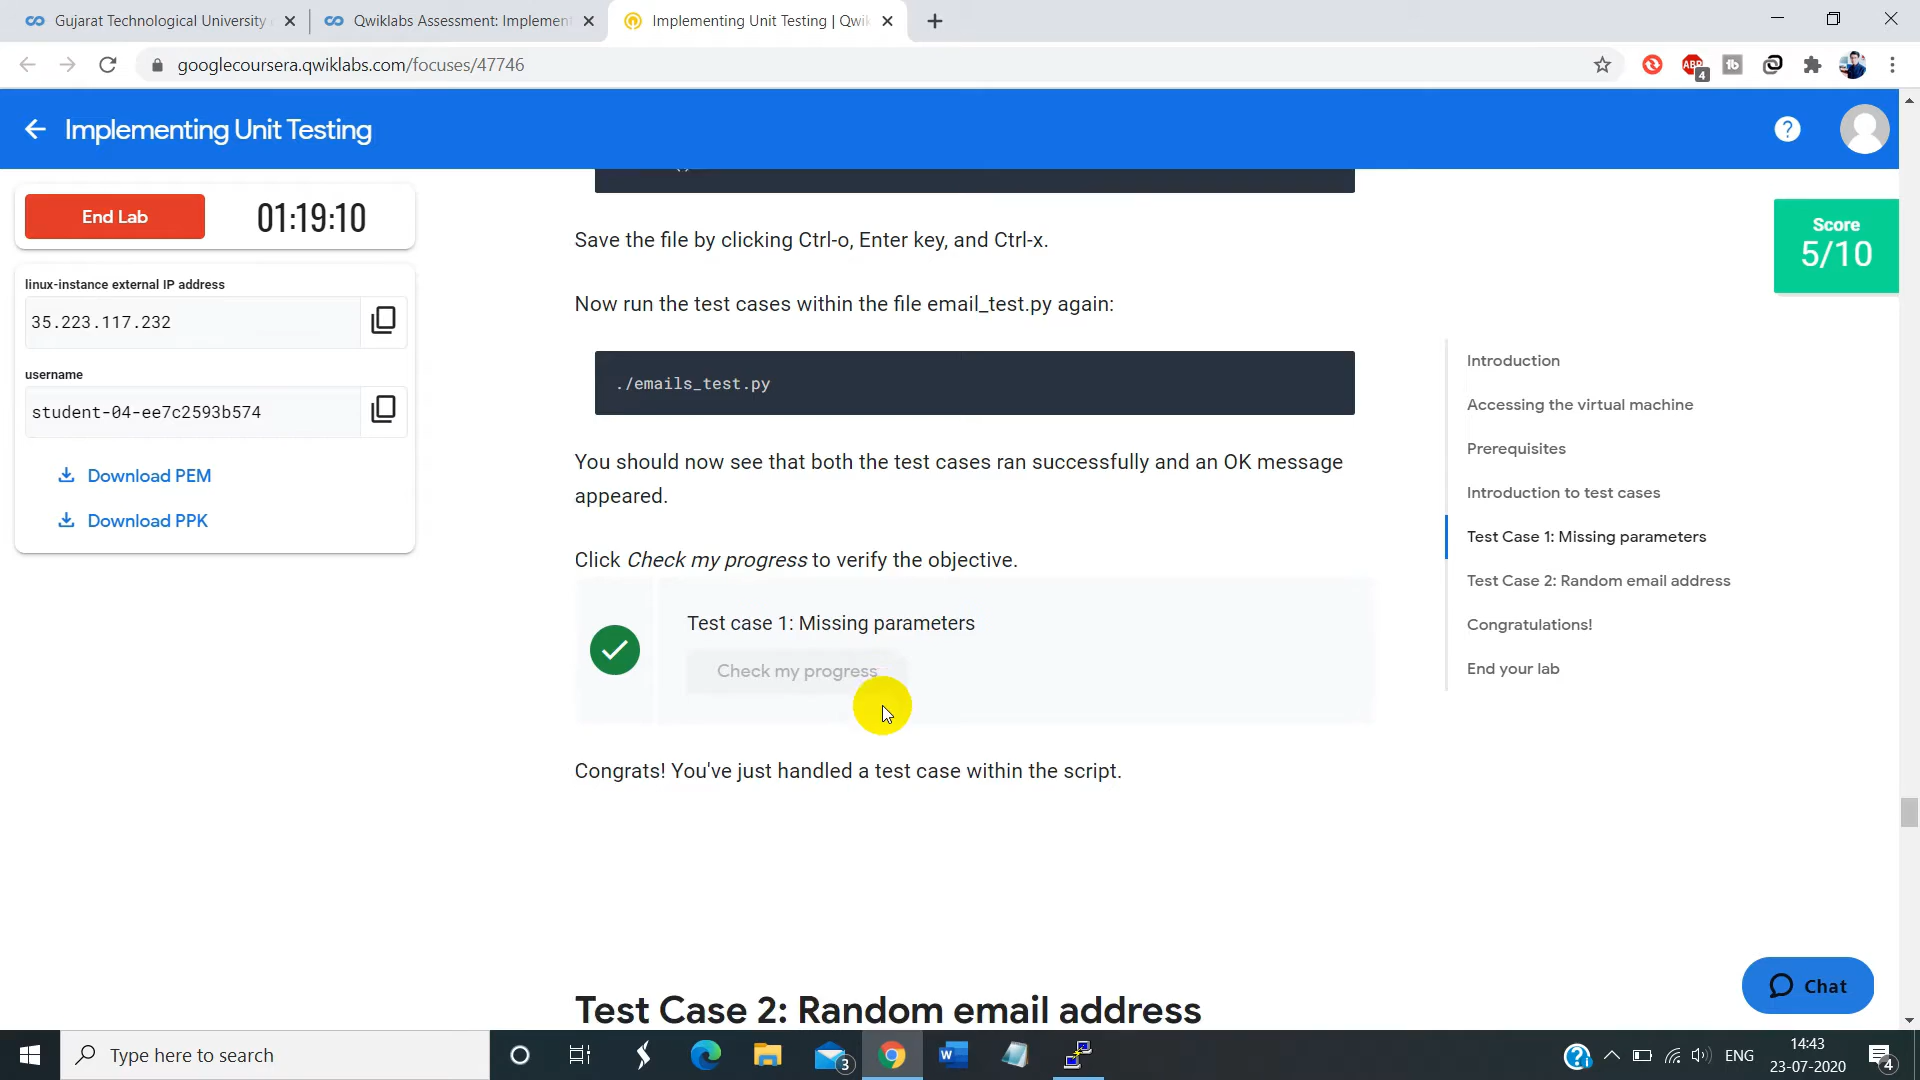 Gujarat Technological University
Qwiklabs Assessment: Implemen
Implementing Unit Testing | Qwik
googlecoursera.qwiklabs.com/focuses/47746
ABP
4
Implementing Unit Testing
?
End Lab
01:19:10
Score
5/10
linux-instance external IP address
35.223.117.232
username
student-04-ee7c2593b574
Download PEM
Download PPK
Save the file by clicking Ctrl-o, Enter key, and Ctrl-x.
Now run the test cases within the file email_test.py again:
./emails_test.py
You should now see that both the test cases ran successfully and an OK message
appeared.
Click Check my progress to verify the objective.
Test case 1: Missing parameters
Check my progress
Congrats! You've just handled a test case within the script.
Test Case 2: Random email address
Introduction
Accessing the virtual machine
Prerequisites
Introduction to test cases
Test Case 1: Missing parameters
Test Case 2: Random email address
Congratulations!
End your lab
Chat
Type here to search
3
W
ENG
14:43
23-07-2020
4